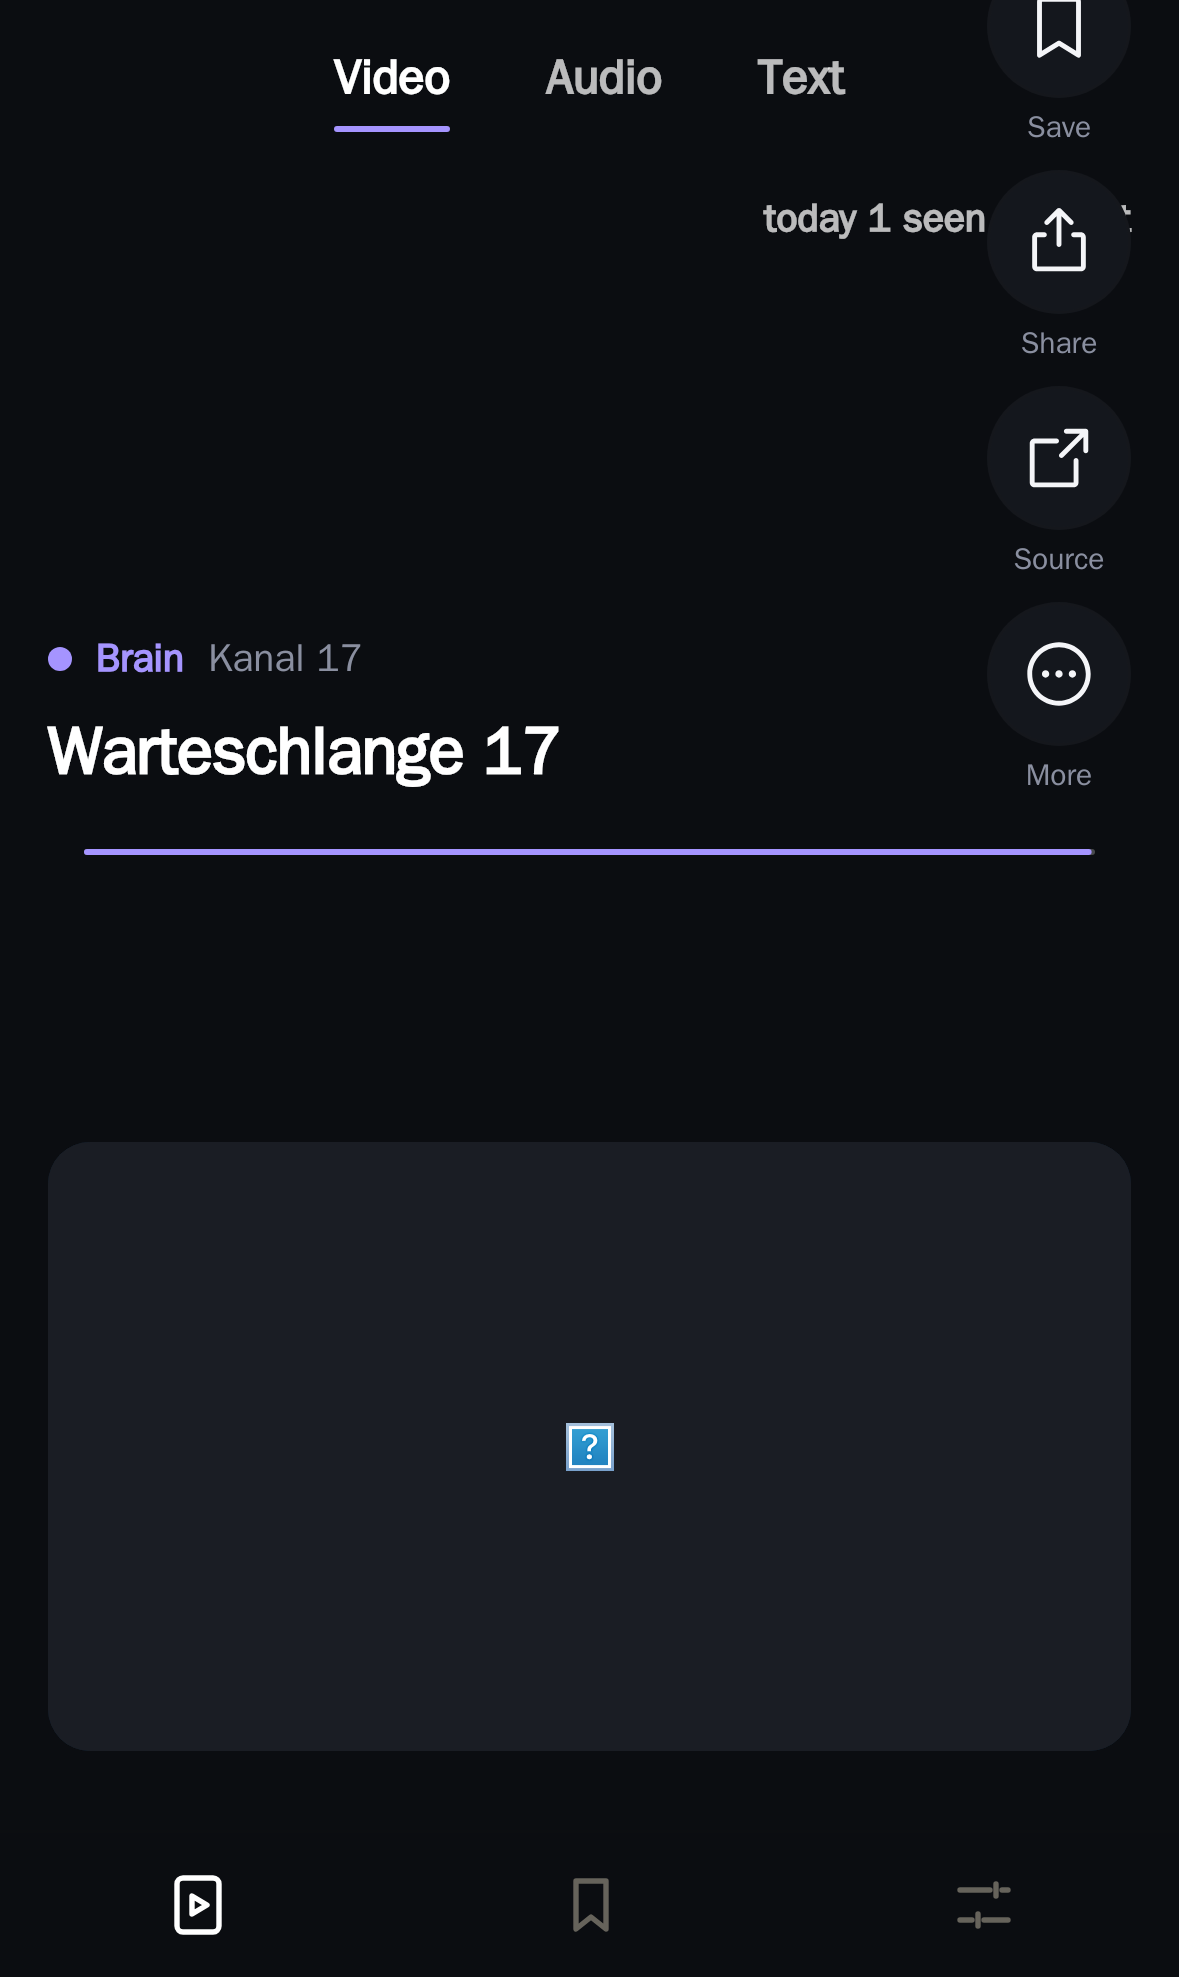 Video Audio Text
Save
today 1 seen
Share
Source
Brain Kanal 17
Warteschlange 17
More
?